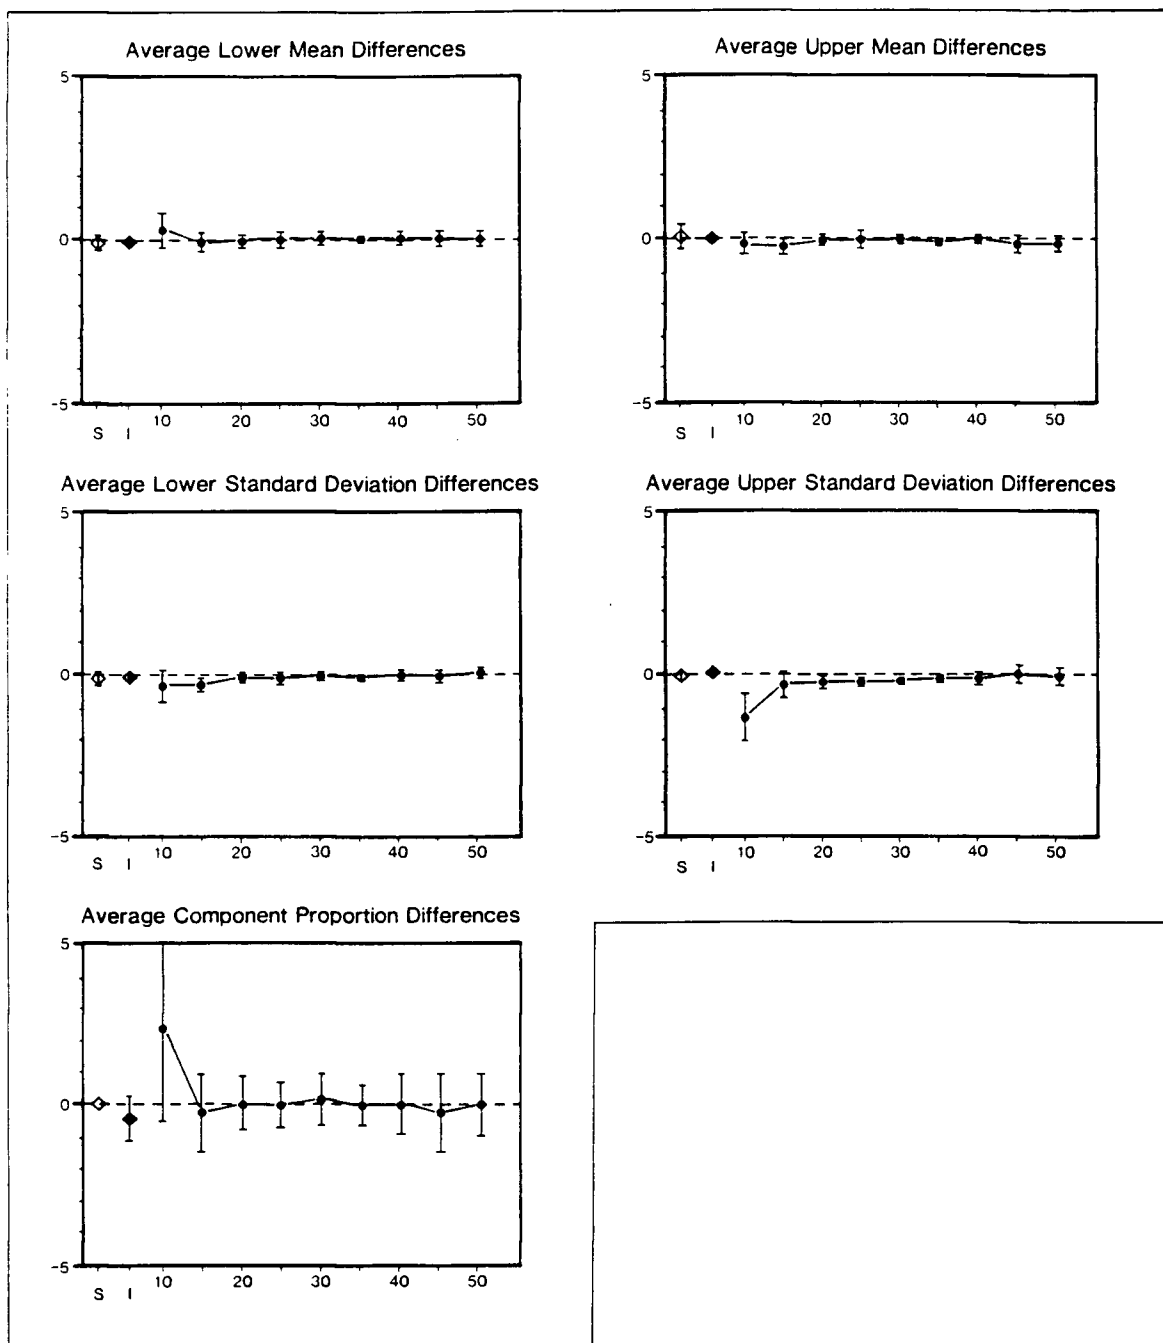 Average Lower Mean Differences
5
0
-5
S I 10 20 30 40 50
Average Upper Mean Differences
5
0
-5
S I 10 20 30 40 50
Average Lower Standard Deviation Differences
5
0
-5
S I 10 20 30 40 50
Average Upper Standard Deviation Differences
5
0
-5
S I 10 20 30 40 50
Average Component Proportion Differences
5
0
-5
S I 10 20 30 40 50